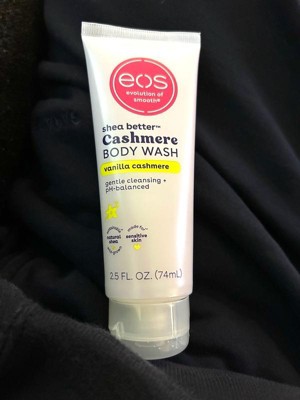 eos
evolution of
smooth®
shea better™
Cashmere
BODY WASH
vanilla cashmere
gentle cleansing +
pH-balanced
natural
shea
sensitive
skin
2.5 FL. OZ. (74mL)